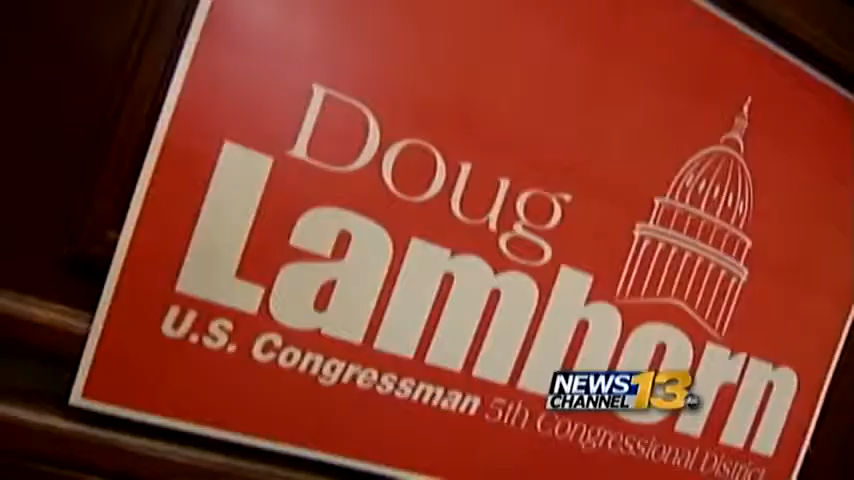 Doug
Lamborn
U.S. Congressman 5th Congressional District
NEWS 13
CHANNEL